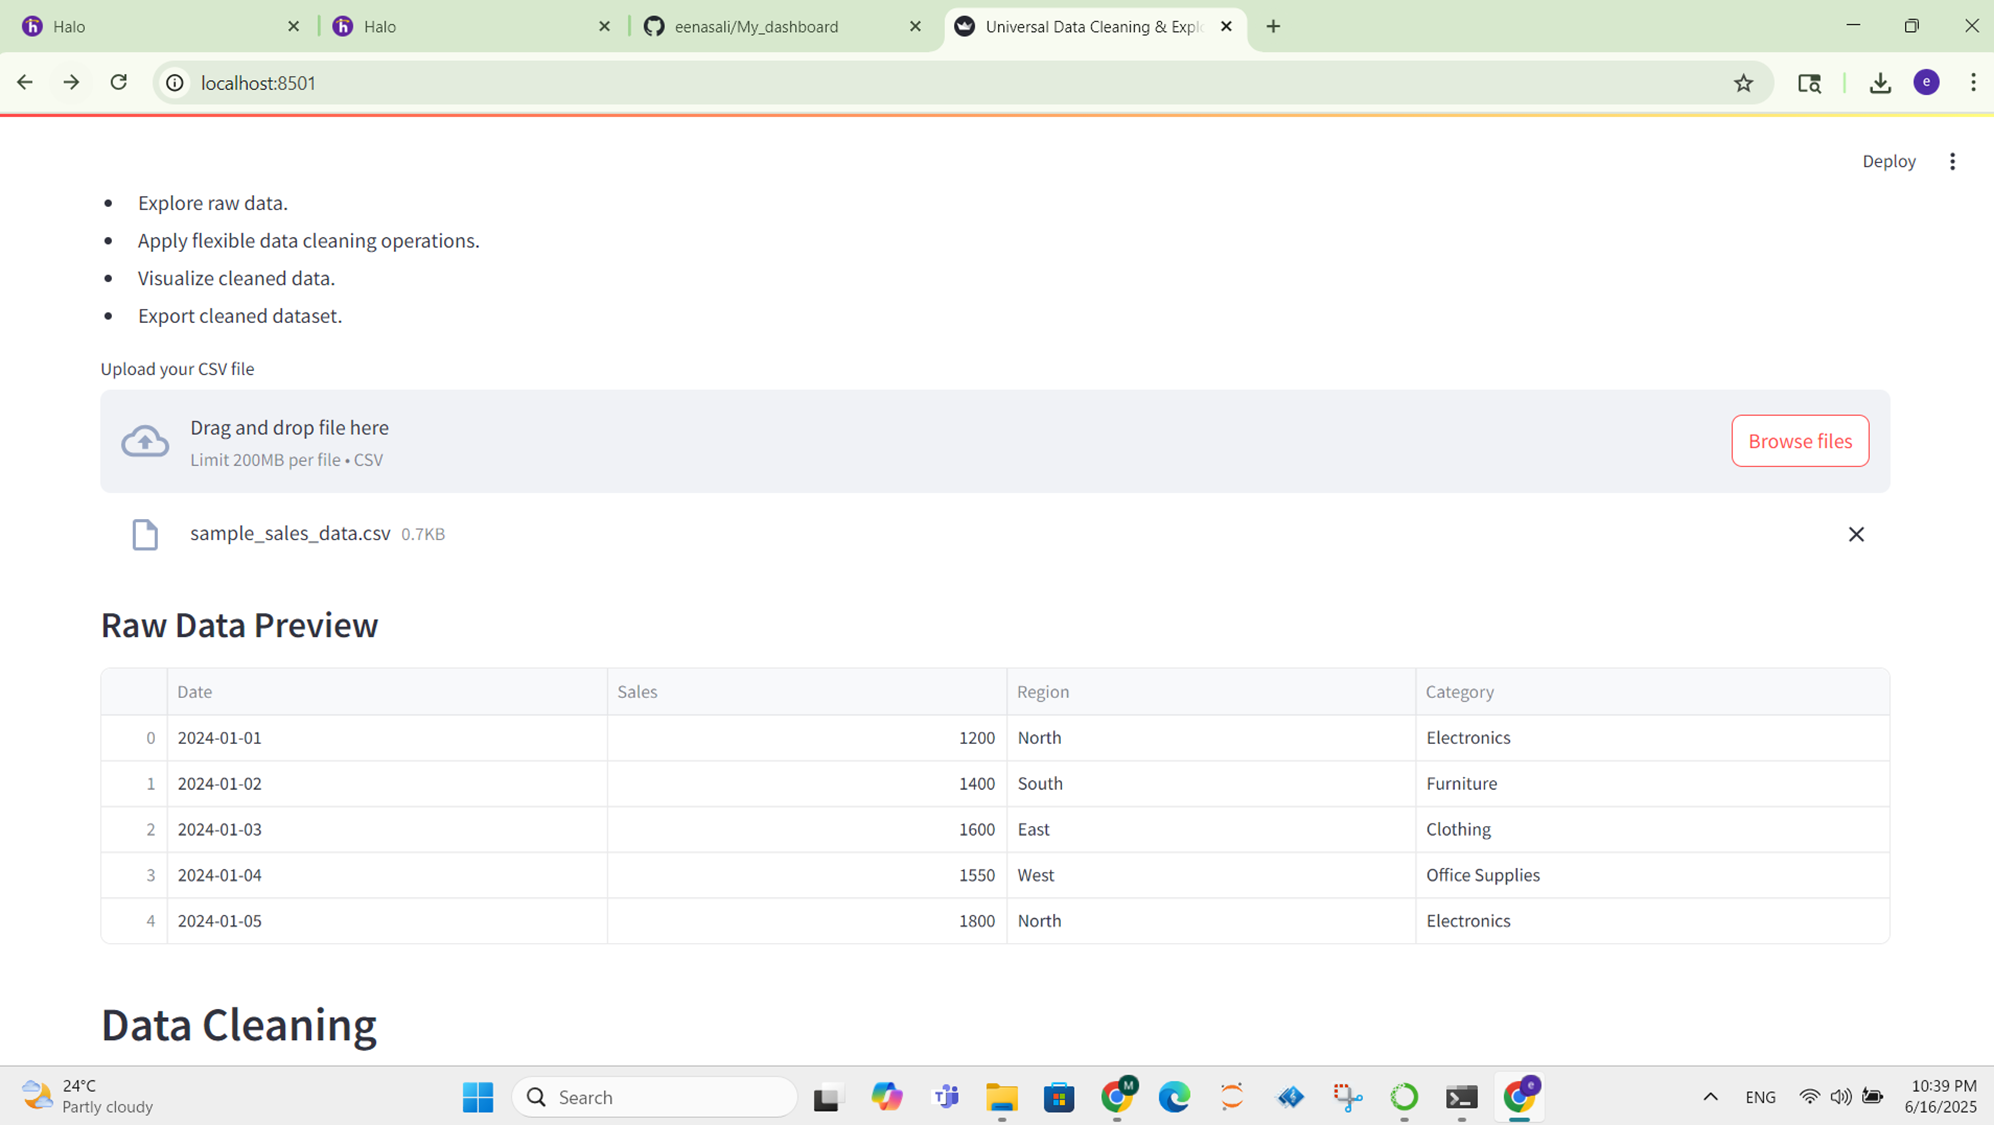 Halo
Halo
eenasali/My_dashboard
Universal Data Cleaning & Explo
localhost:8501
e
Deploy
Explore raw data.
Apply flexible data cleaning operations.
Visualize cleaned data.
Export cleaned dataset.
Upload your CSV file
Drag and drop file here
Limit 200MB per file • CSV
Browse files
sample_sales_data.csv 0.7KB
Raw Data Preview
Date Sales Region Category
0 2024-01-01 1200 North Electronics
1 2024-01-02 1400 South Furniture
2 2024-01-03 1600 East Clothing
3 2024-01-04 1550 West Office Supplies
4 2024-01-05 1800 North Electronics
Data Cleaning
24°C
Partly cloudy
Search
M
e
ENG
10:39 PM
6/16/2025